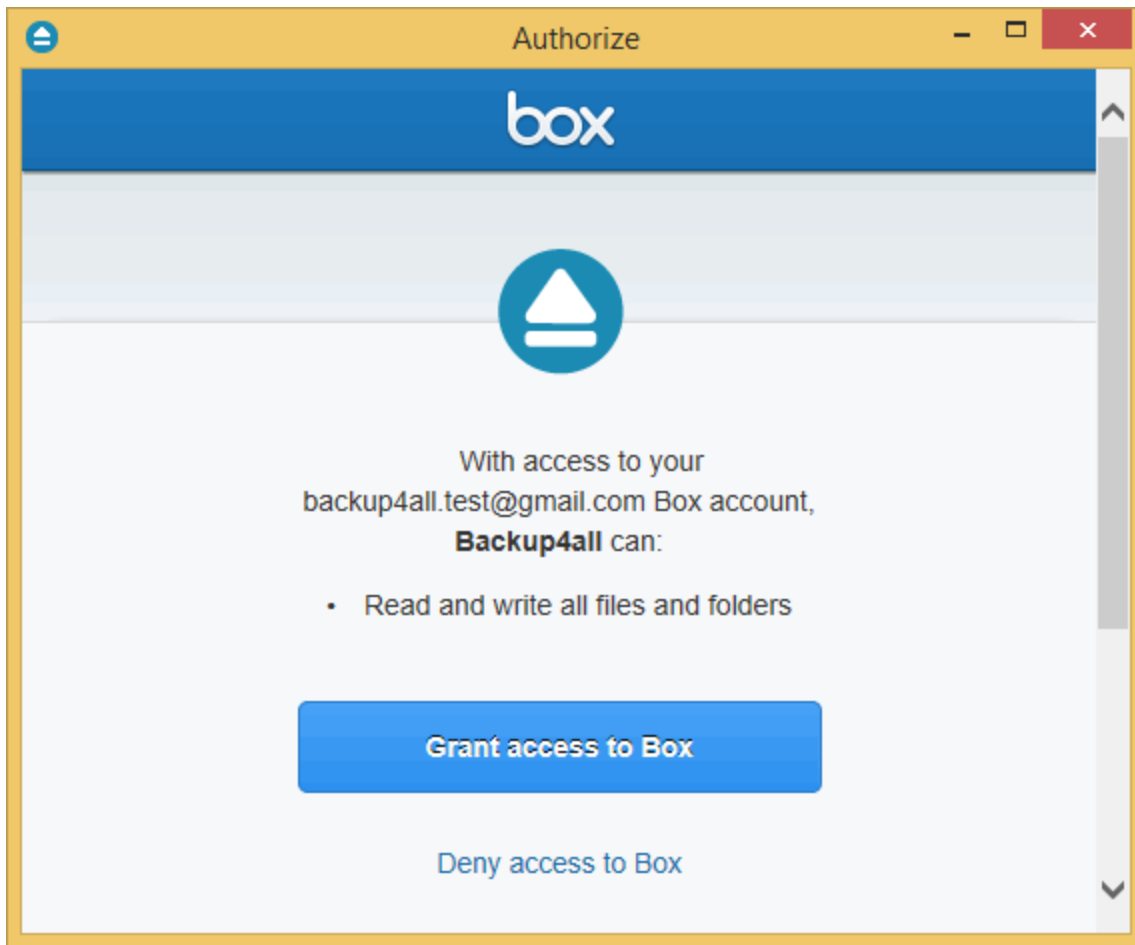 Authorize
box
With access to your
backup4all.test@gmail.com Box account,
Backup4all can:
• Read and write all files and folders
Grant access to Box
Deny access to Box